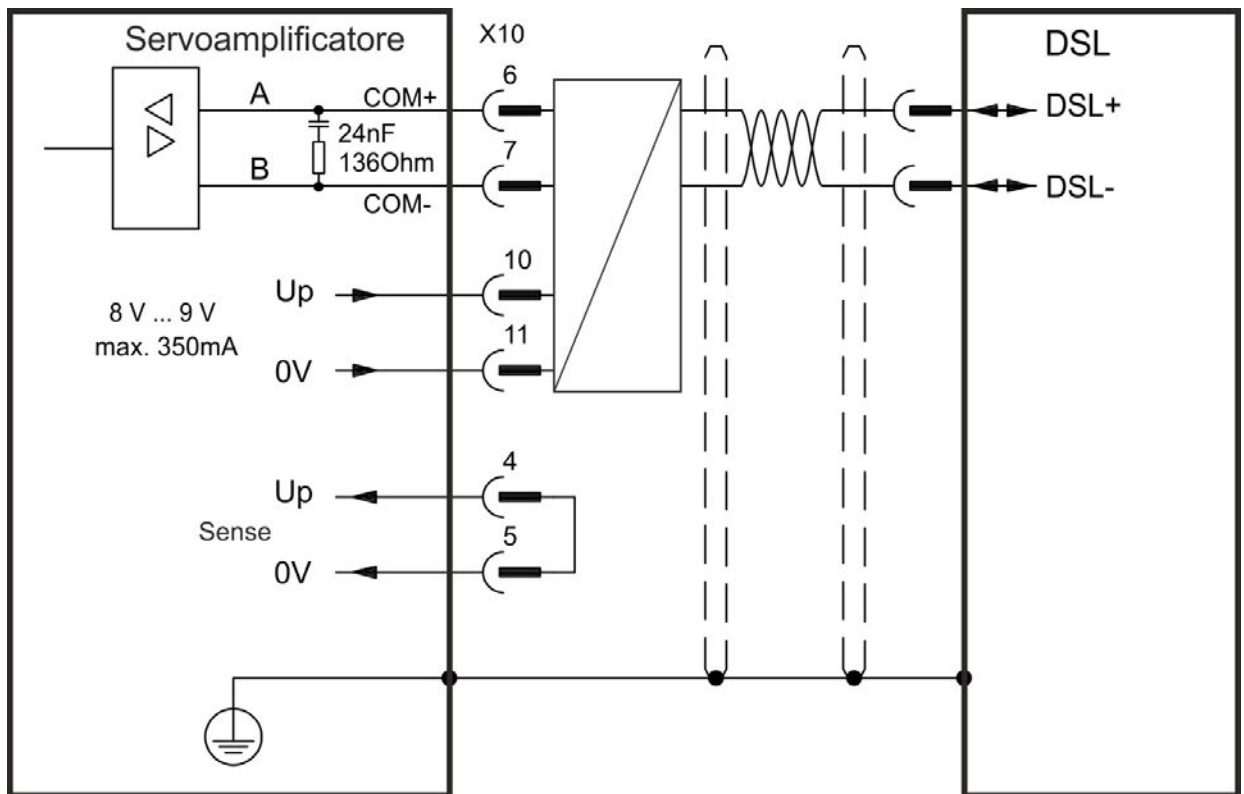 Servoamplificatore
X10
DSL
A
COM+
6
DSL+
24nF
136Ohm
7
B
COM-
DSL-
10
Up
8 V ... 9 V
max. 350mA
11
0V
4
Up
Sense
5
0V